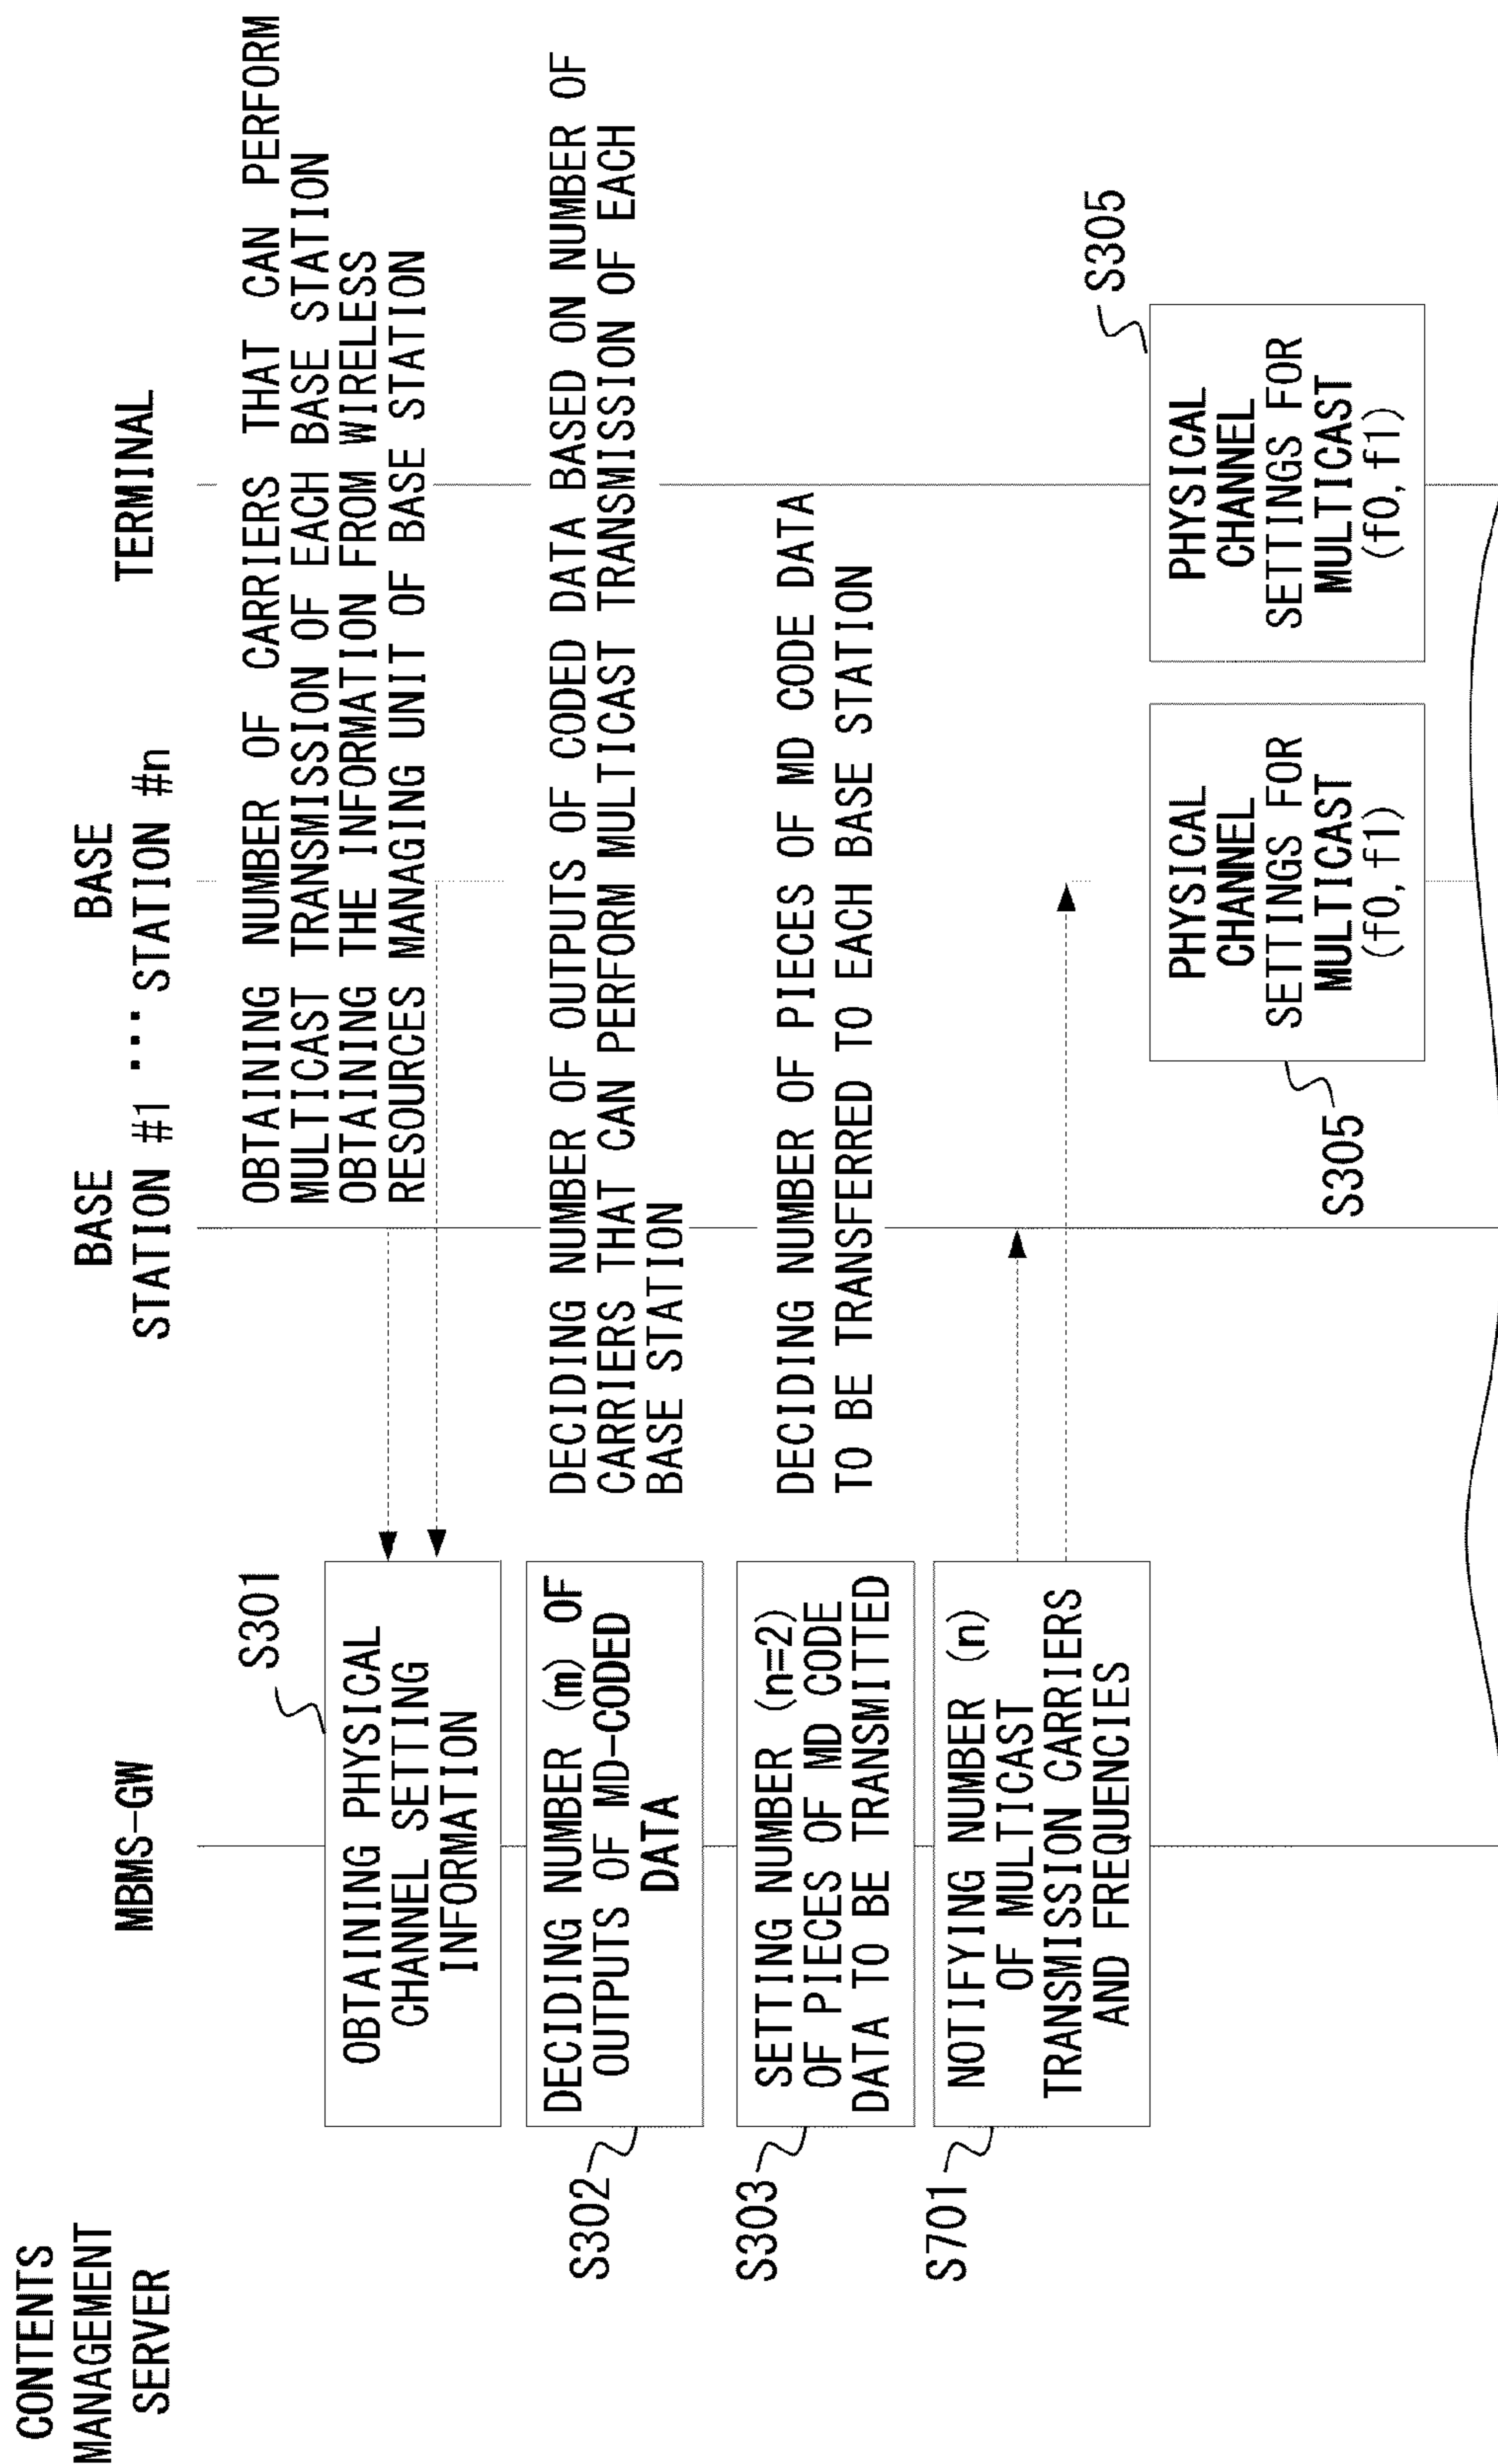 CONTENTS
MANAGEMENT
SERVER
MBMS-GW
BASE
STATION #1
...
BASE
STATION #n
TERMINAL
S301
OBTAINING PHYSICAL
CHANNEL SETTING
INFORMATION
OBTAINING NUMBER OF CARRIERS THAT CAN PERFORM
MULTICAST TRANSMISSION OF EACH BASE STATION
OBTAINING THE INFORMATION FROM WIRELESS
RESOURCES MANAGING UNIT OF BASE STATION
S302
DECIDING NUMBER (m) OF
OUTPUTS OF MD-CODED
DATA
DECIDING NUMBER OF OUTPUTS OF CODED DATA BASED ON NUMBER OF
CARRIERS THAT CAN PERFORM MULTICAST TRANSMISSION OF EACH
BASE STATION
S303
SETTING NUMBER (n=2)
OF PIECES OF MD CODE
DATA TO BE TRANSMITTED
DECIDING NUMBER OF PIECES OF MD CODE DATA
TO BE TRANSFERRED TO EACH BASE STATION
S701
NOTIFYING NUMBER (n)
OF MULTICAST
TRANSMISSION CARRIERS
AND FREQUENCIES
S305
PHYSICAL
CHANNEL
SETTINGS FOR
MULTICAST
(f0, f1)
S305
PHYSICAL
CHANNEL
SETTINGS FOR
MULTICAST
(f0, f1)